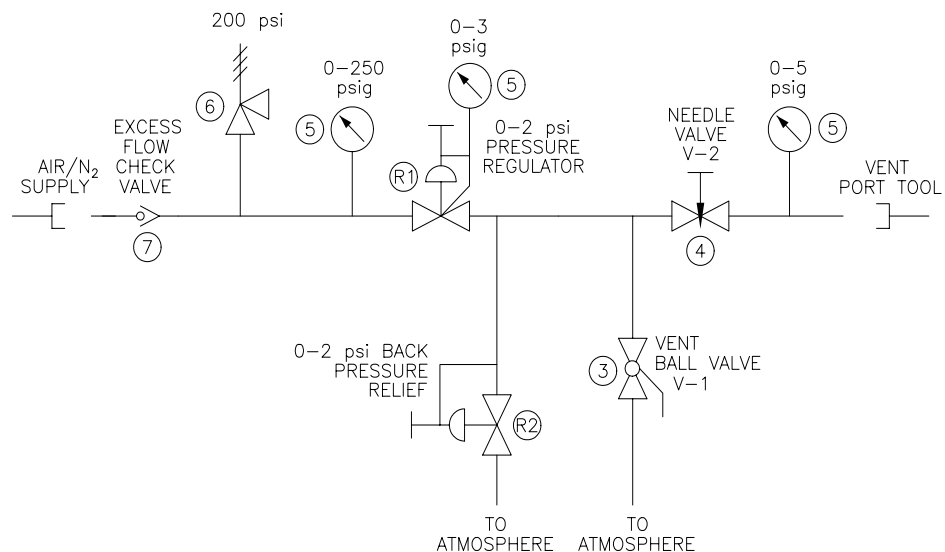 200 psi
6
0-250
psig
5
0-3
psig
5
0-2 psi
PRESSURE
REGULATOR
R1
NEEDLE
VALVE
V-2
4
0-5
psig
5
VENT
PORT TOOL
AIR/N2
SUPPLY
EXCESS
FLOW
CHECK
VALVE
7
0-2 psi BACK
PRESSURE
RELIEF
R2
3
VENT
BALL VALVE
V-1
TO
ATMOSPHERE
TO
ATMOSPHERE